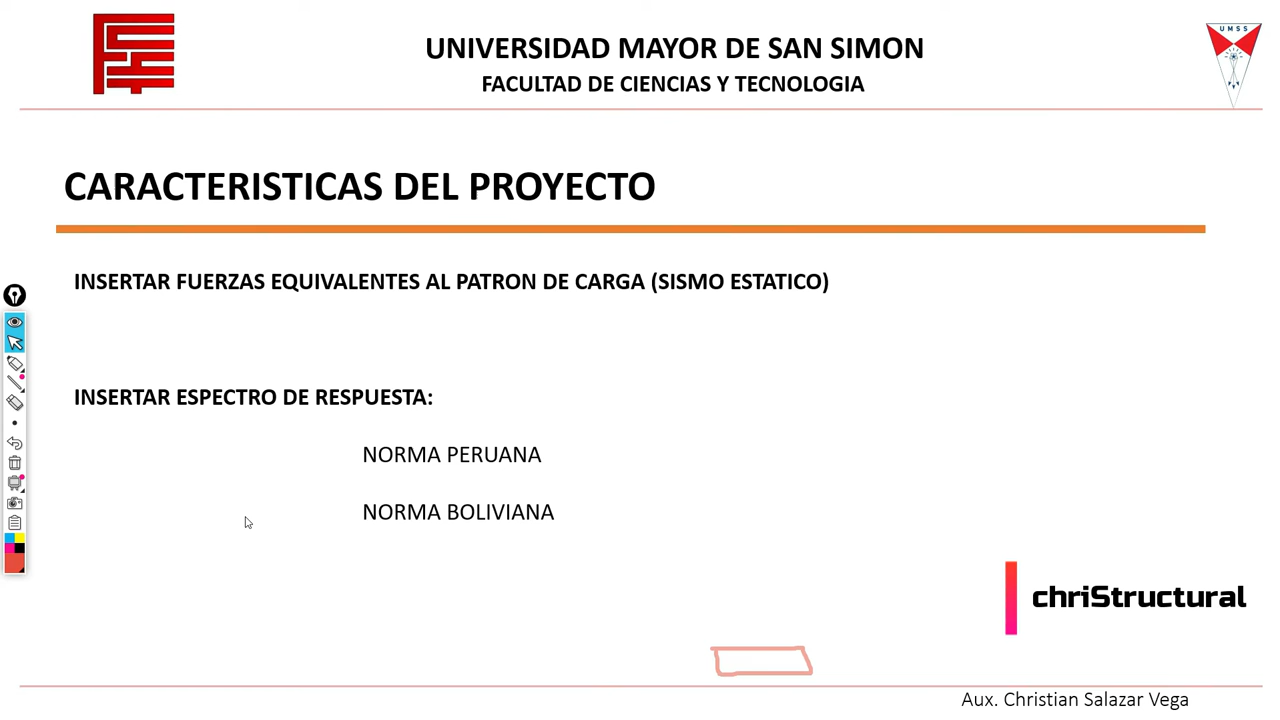 UNIVERSIDAD MAYOR DE SAN SIMON
FACULTAD DE CIENCIAS Y TECNOLOGIA
UMSS
CARACTERISTICAS DEL PROYECTO
INSERTAR FUERZAS EQUIVALENTES AL PATRON DE CARGA (SISMO ESTATICO)
INSERTAR ESPECTRO DE RESPUESTA:
NORMA PERUANA
NORMA BOLIVIANA
chriStructural
Aux. Christian Salazar Vega